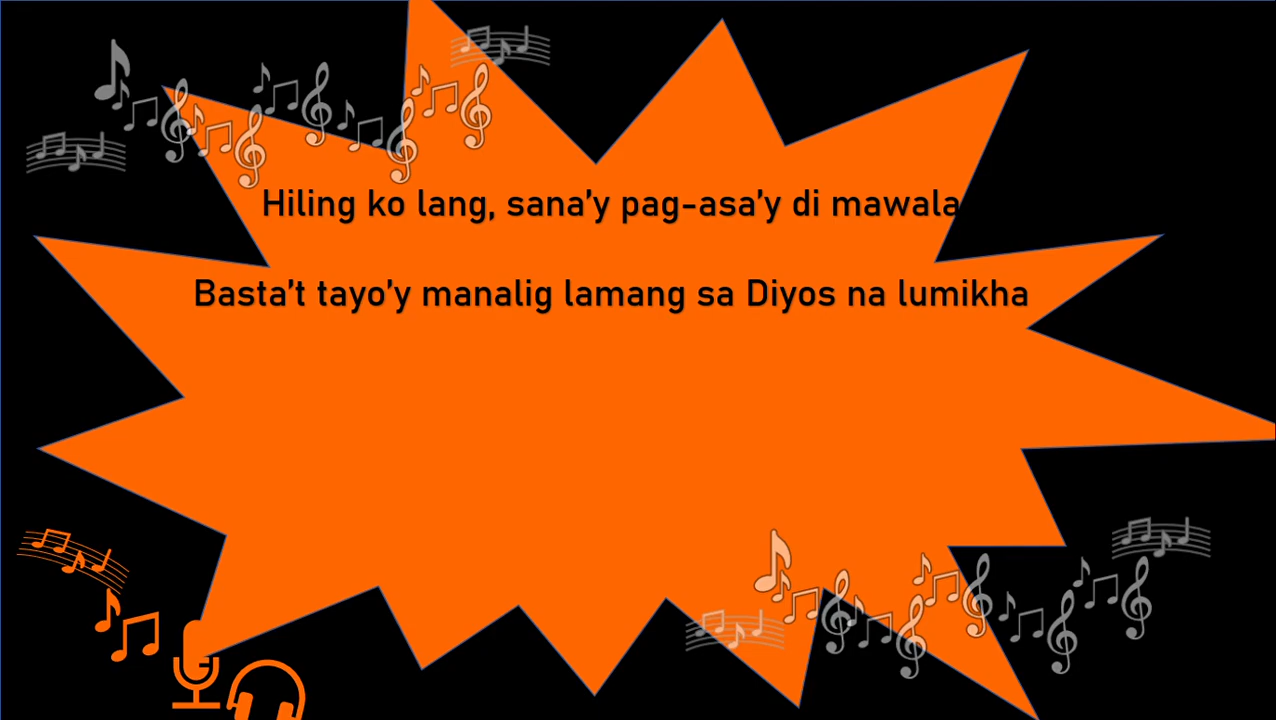 Hiling ko lang, sana’y pag-asa’y di mawala
Basta’t tayo’y manalig lamang sa Diyos na lumikha